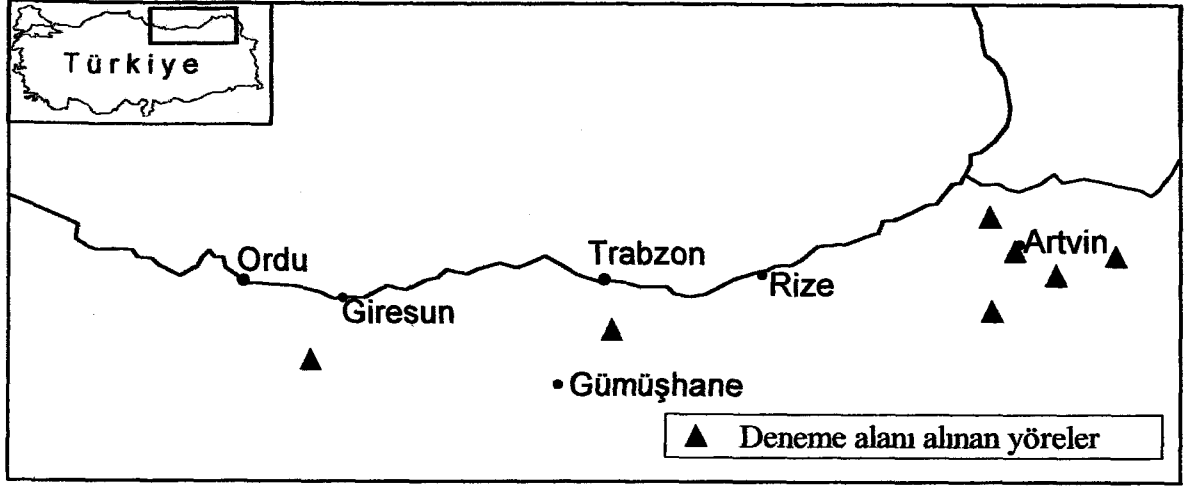 Türkiye
Ordu
Trabzon
Artvin
Rize
Giresun
Gümüşhane
Deneme alanı alınan yöreler